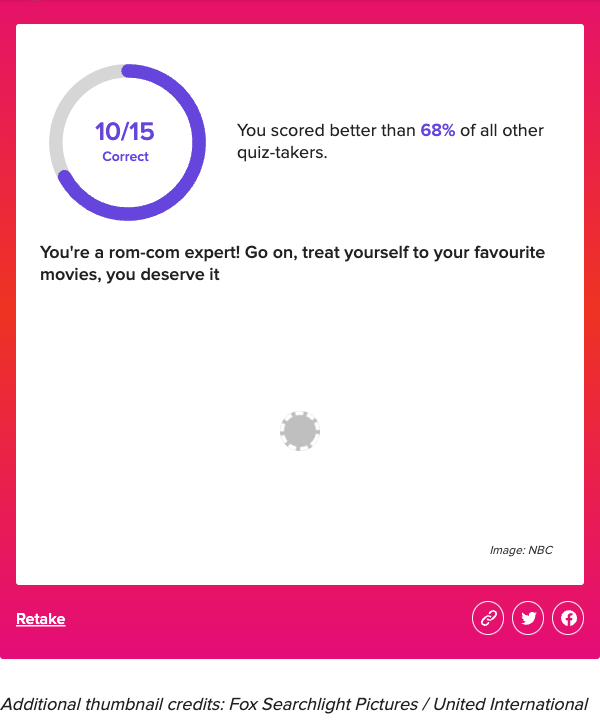 10/15
Correct
You scored better than 68% of all other
quiz-takers.
You're a rom-com expert! Go on, treat yourself to your favourite
movies, you deserve it
Image: NBC
Retake
Additional thumbnail credits: Fox Searchlight Pictures / United International